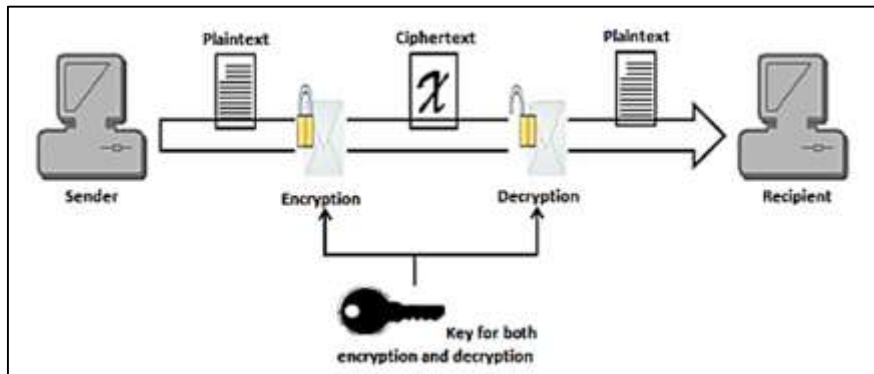 Plaintext
Ciphertext
Plaintext
Sender
Encryption
Decryption
Recipient
Key for both
encryption and decryption